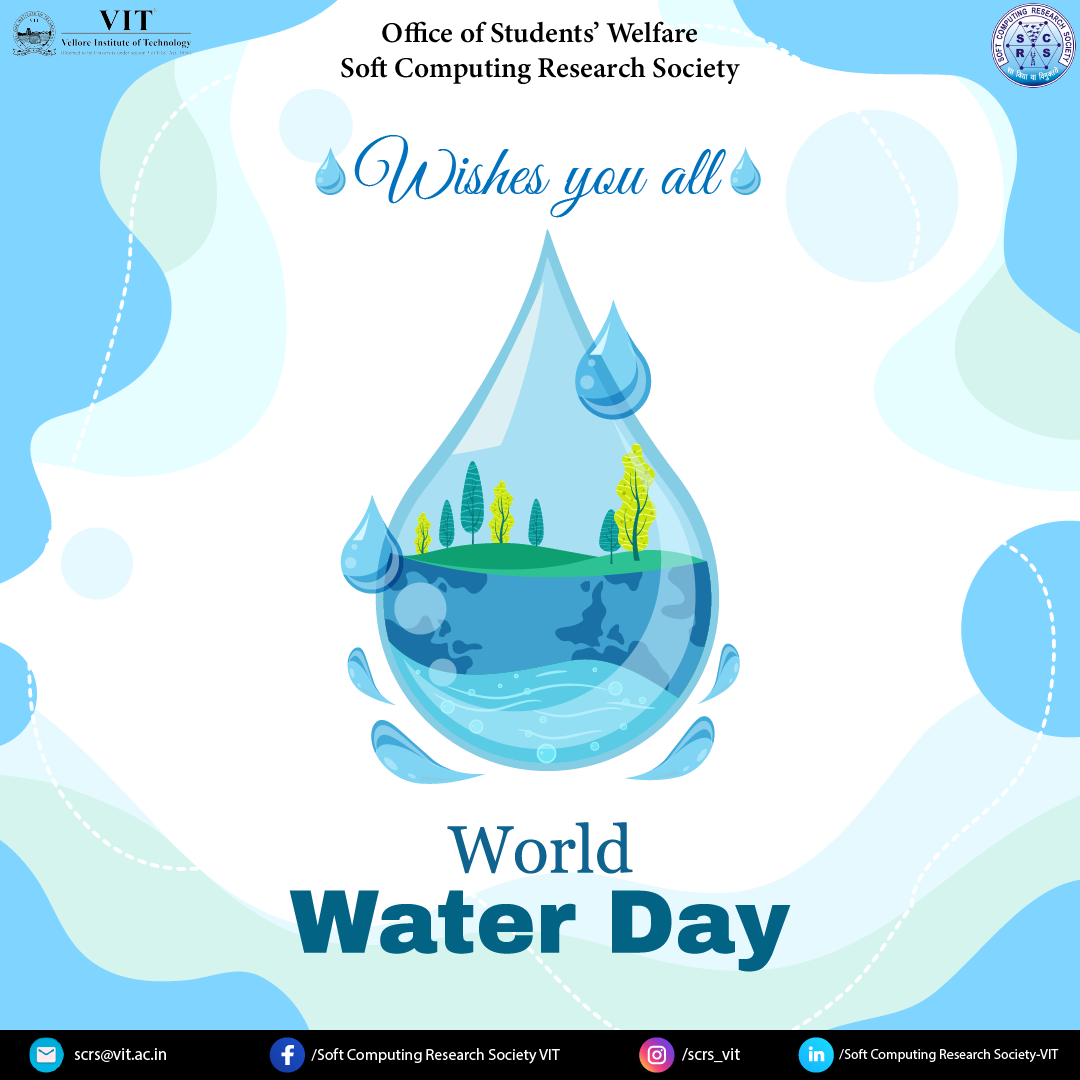 VIT
Vellore Institute of Technology
Office of Students’ Welfare
Soft Computing Research Society
SOFT COMPUTING RESEARCH SOCIETY
S C
R S
सा विद्या या विमुक्तये
Wishes you all
World
Water Day
scrs@vit.ac.in
/Soft Computing Research Society VIT
/scrs_vit
/Soft Computing Research Society-VIT